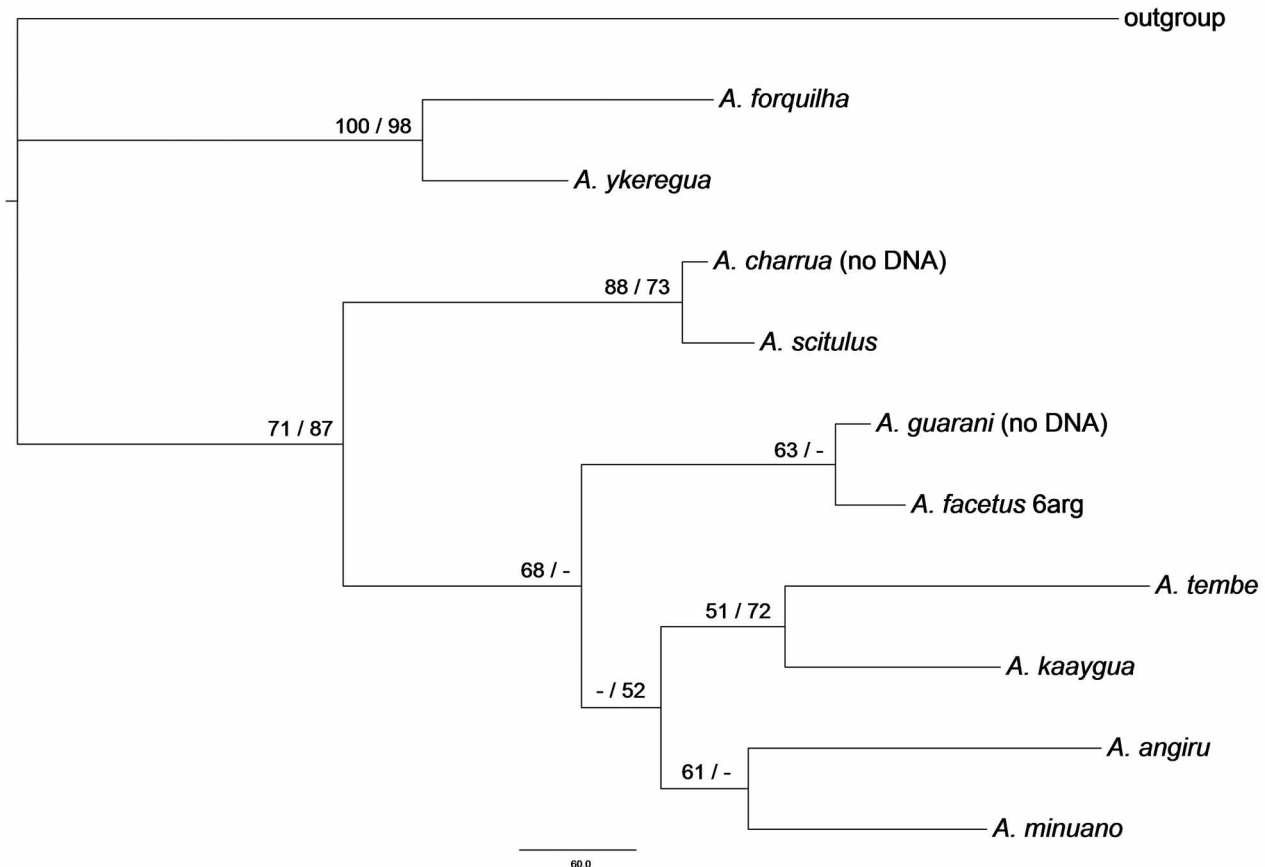 outgroup
A. forquilha
100 / 98
A. ykeregua
A. charrua (no DNA)
88 / 73
A. scitulus
A. guarani (no DNA)
71 / 87
63 / -
A. facetus 6arg
68 / -
A. tembe
51 / 72
A. kaaygua
- / 52
A. angiru
61 / -
A. minuano
60.0